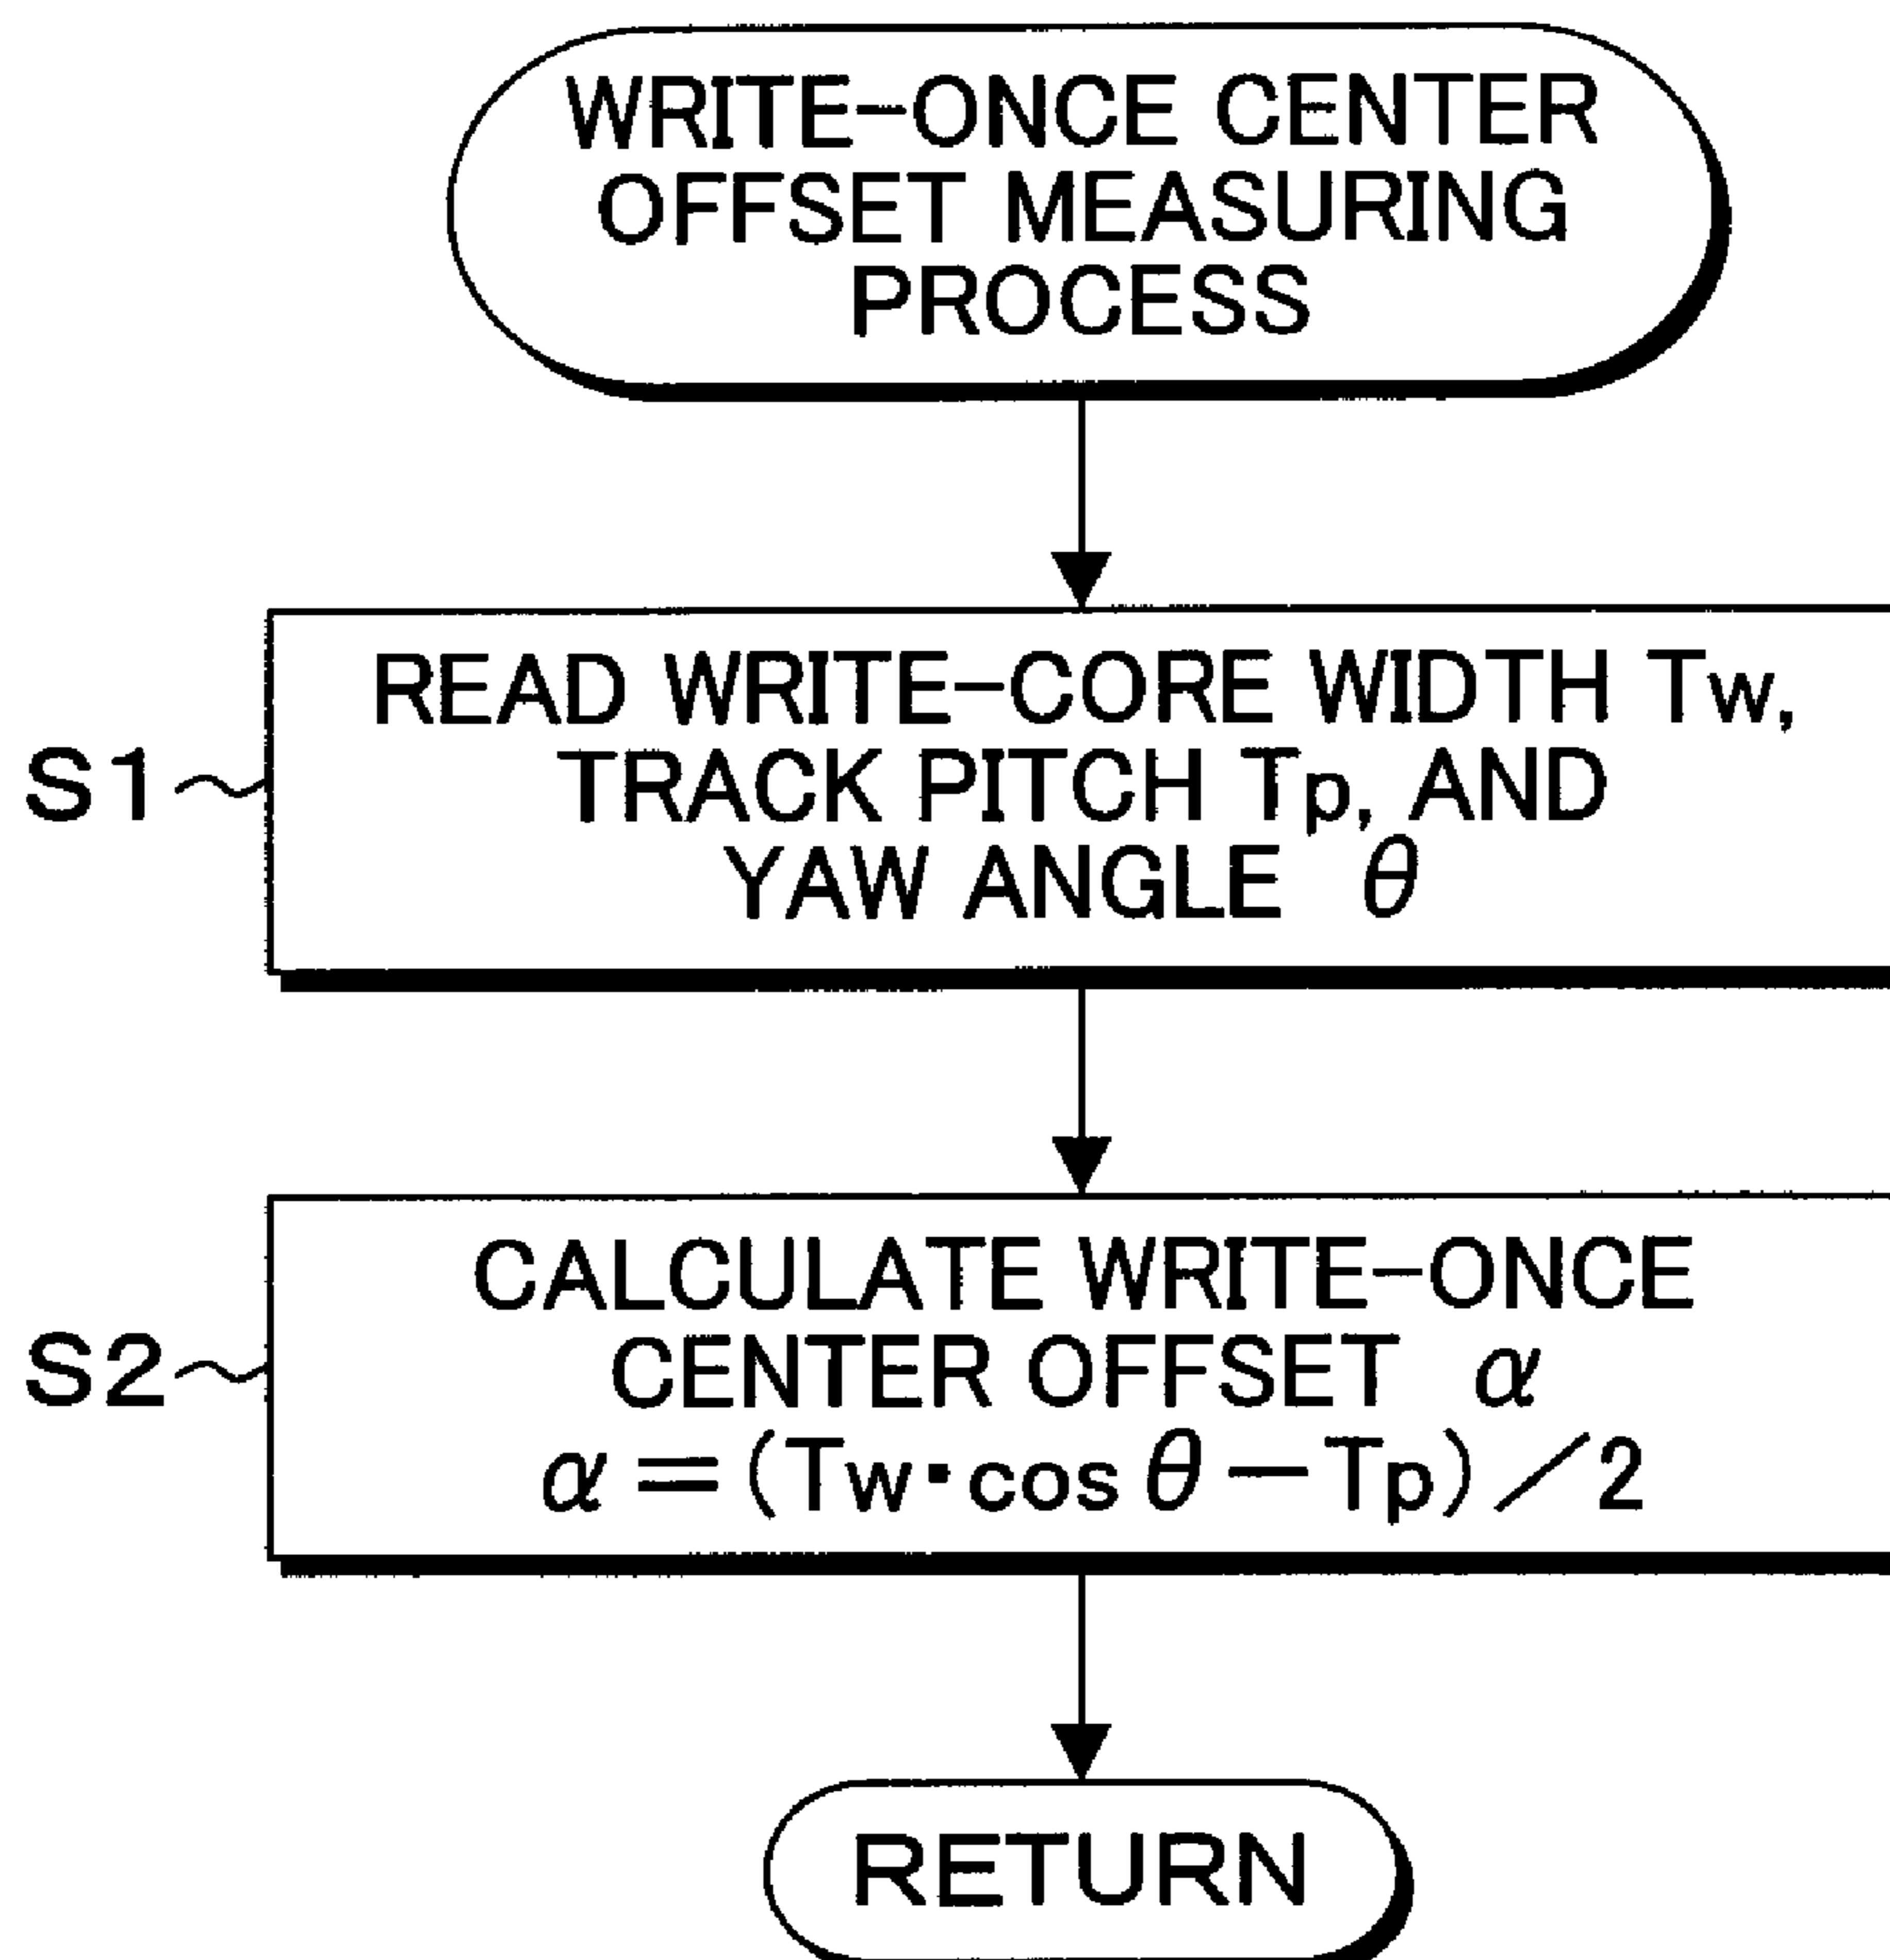 WRITE-ONCE CENTER
OFFSET MEASURING
PROCESS
S1
READ WRITE-CORE WIDTH Tw,
TRACK PITCH Tp, AND
YAW ANGLE θ
S2
CALCULATE WRITE-ONCE
CENTER OFFSET α
α=(Tw·cos θ-Tp)/2
RETURN